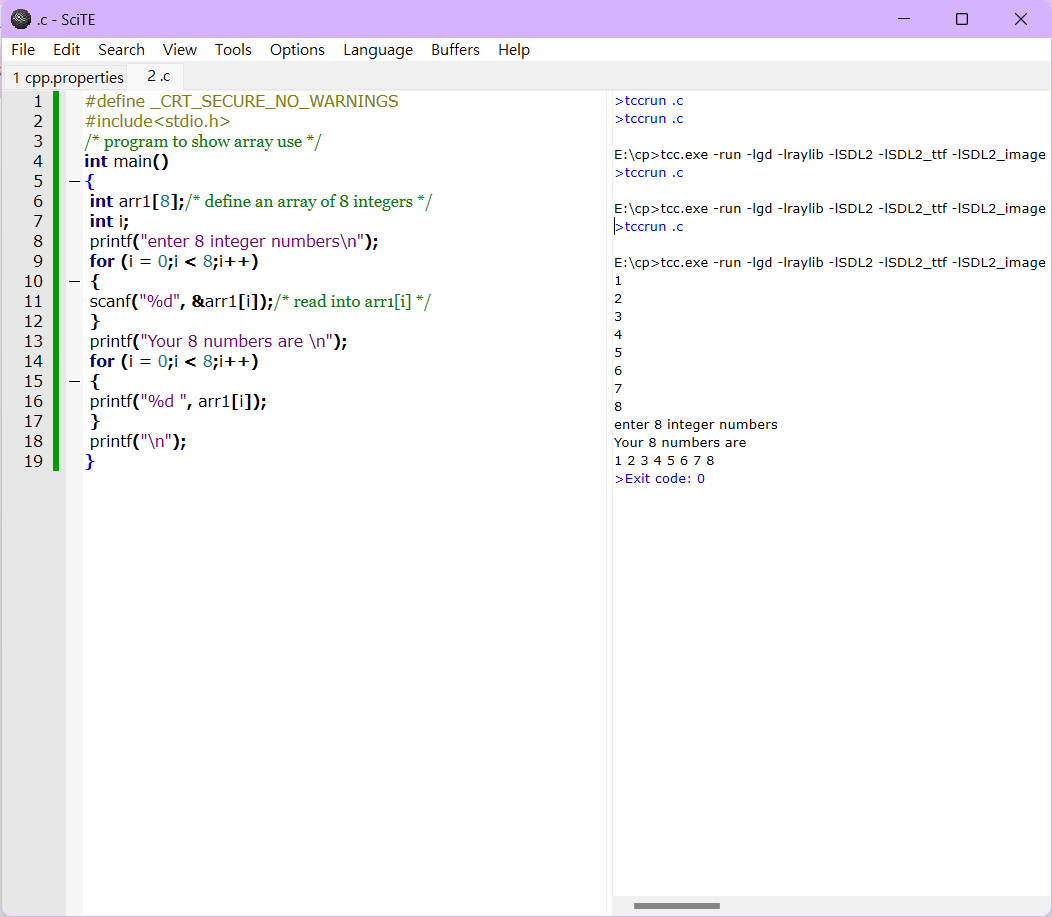 .c - SciTE
File Edit Search View Tools Options Language Buffers Help
1 cpp.properties 2 .c
1 #define _CRT_SECURE_NO_WARNINGS
2 #include<stdio.h>
3 /* program to show array use */
4 int main()
5 {
6 int arr1[8];/* define an array of 8 integers */
7 int i;
8 printf("enter 8 integer numbers\n");
9 for (i = 0;i < 8;i++)
10 {
11 scanf("%d", &arr1[i]);/* read into arr1[i] */
12 }
13 printf("Your 8 numbers are \n");
14 for (i = 0;i < 8;i++)
15 {
16 printf("%d ", arr1[i]);
17 }
18 printf("\n");
19 }
>tccrun .c
>tccrun .c
E:\cp>tcc.exe -run -lgd -lraylib -lSDL2 -lSDL2_ttf -lSDL2_image
>tccrun .c
E:\cp>tcc.exe -run -lgd -lraylib -lSDL2 -lSDL2_ttf -lSDL2_image
>tccrun .c
E:\cp>tcc.exe -run -lgd -lraylib -lSDL2 -lSDL2_ttf -lSDL2_image
1
2
3
4
5
6
7
8
enter 8 integer numbers
Your 8 numbers are
1 2 3 4 5 6 7 8
>Exit code: 0